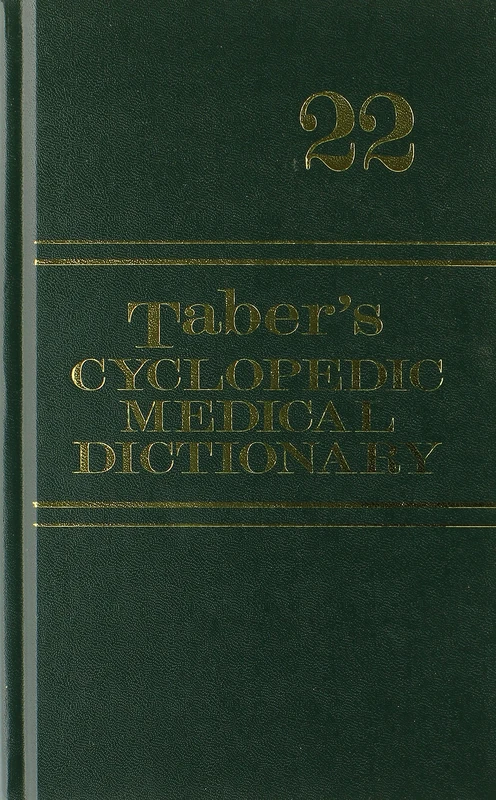 22
Taber's
CYCLOPEDIC
MEDICAL
DICTIONARY